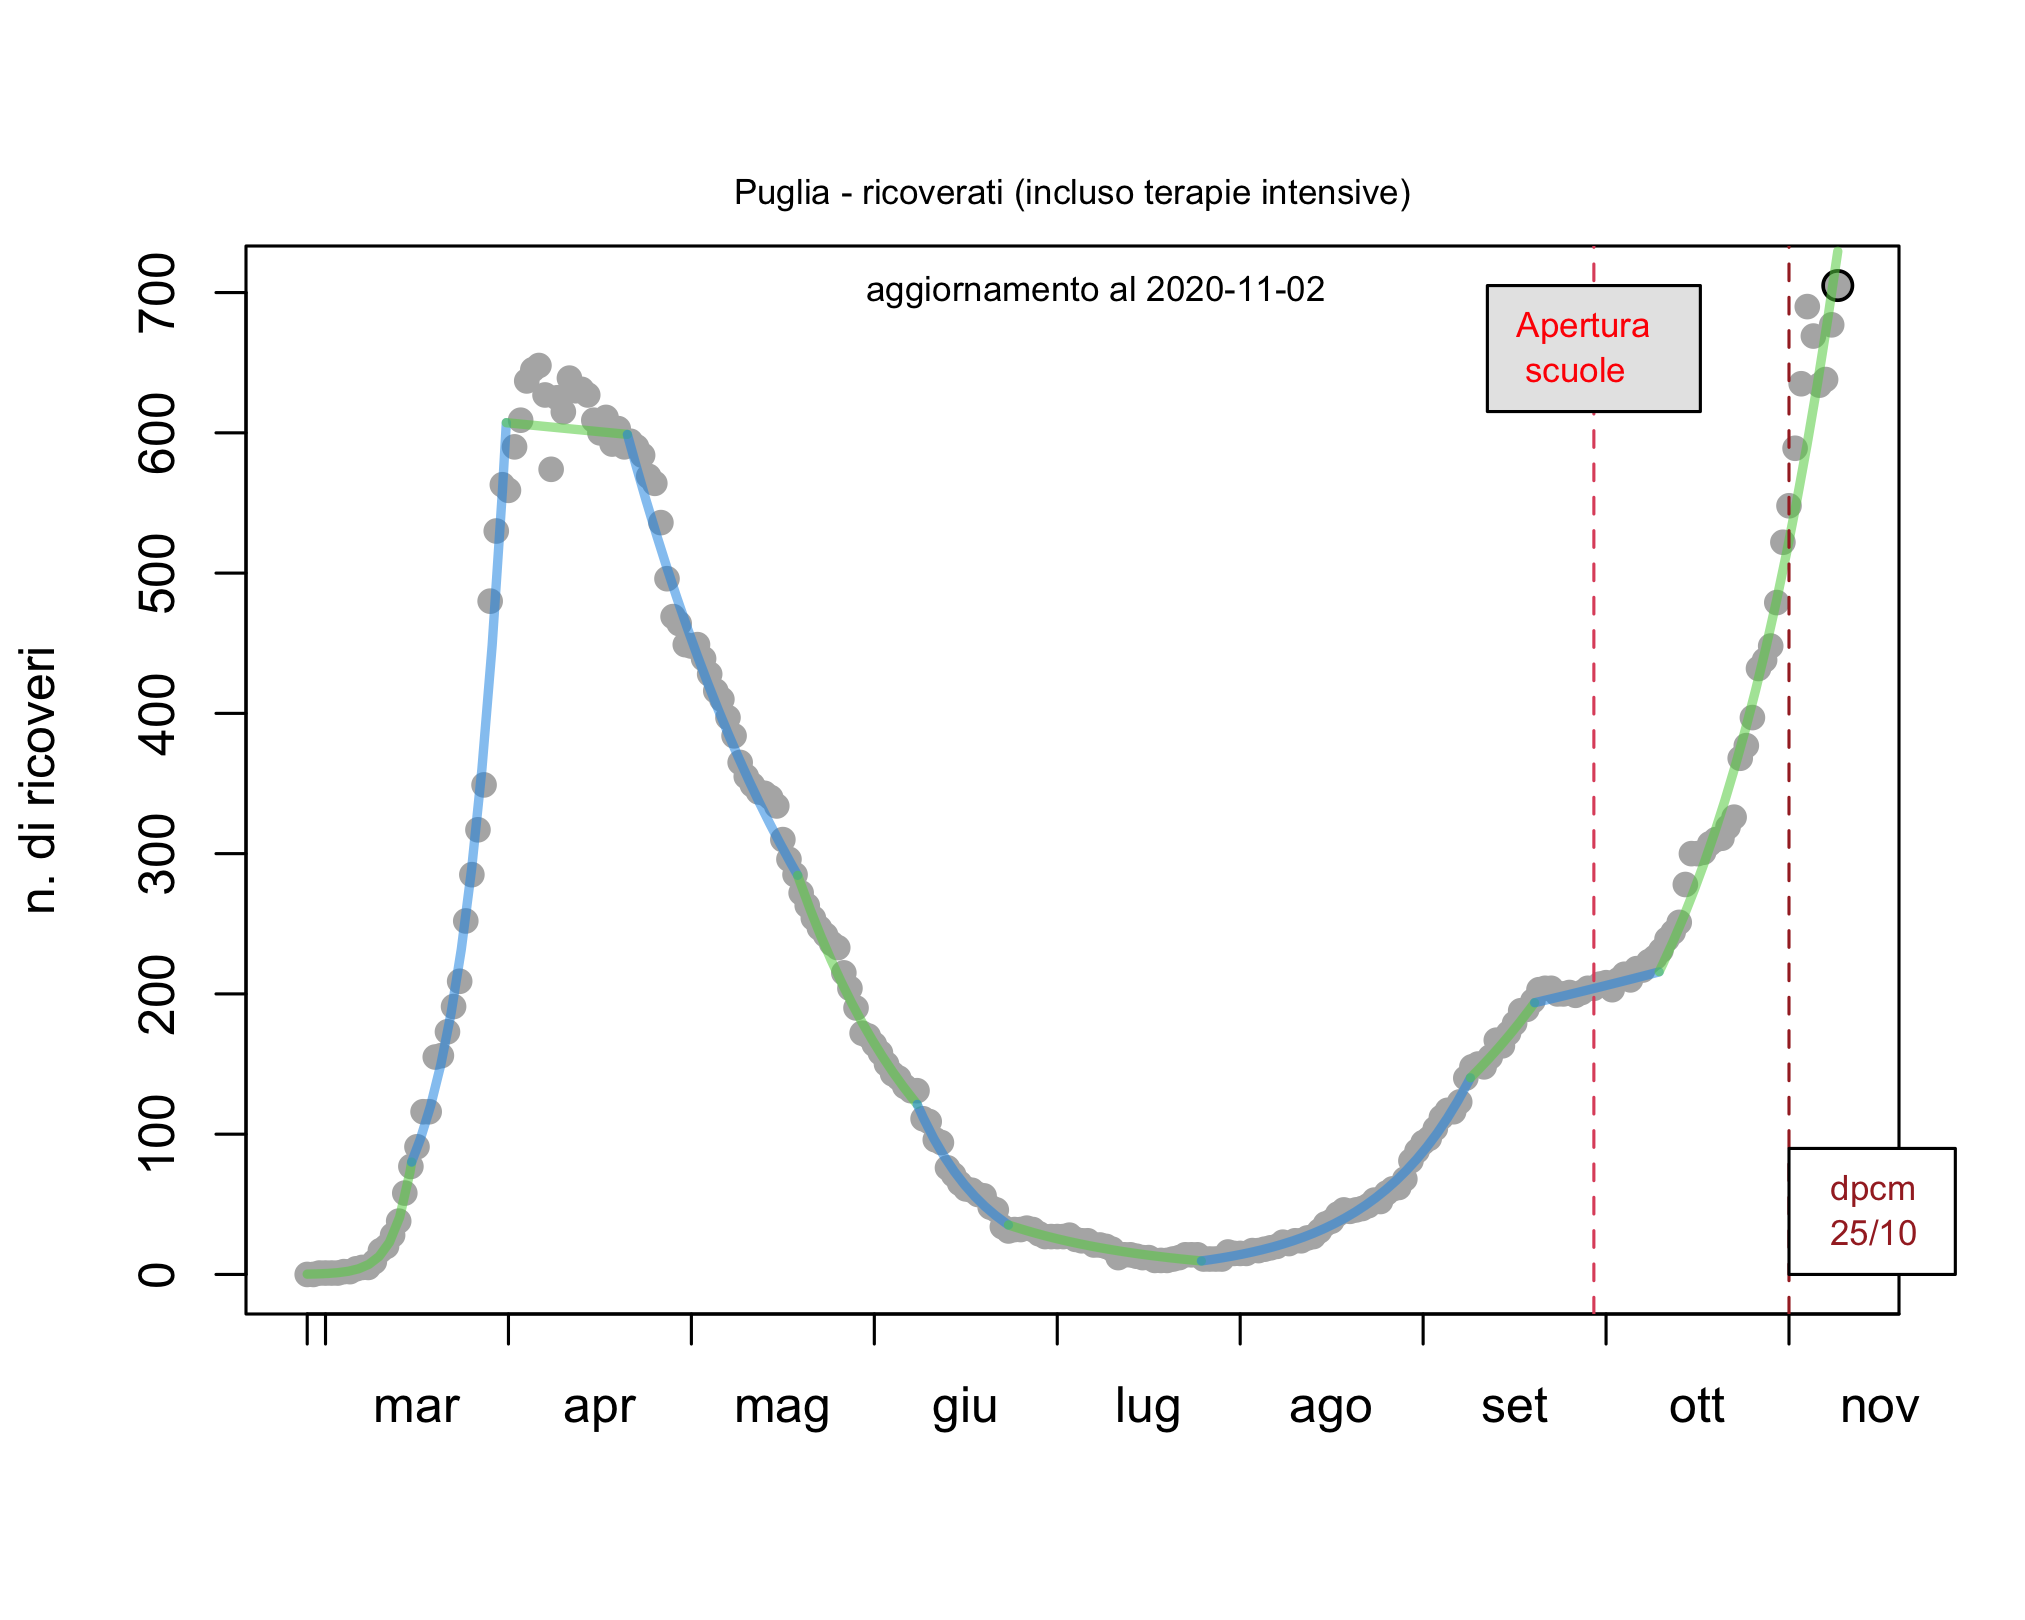 Puglia - ricoverati (incluso terapie intensive)
aggiornamento al 2020-11-02
Apertura
scuole
n. di ricoveri
700
600
500
400
300
200
100
0
dpcm
25/10
mar apr mag giu lug ago set ott nov